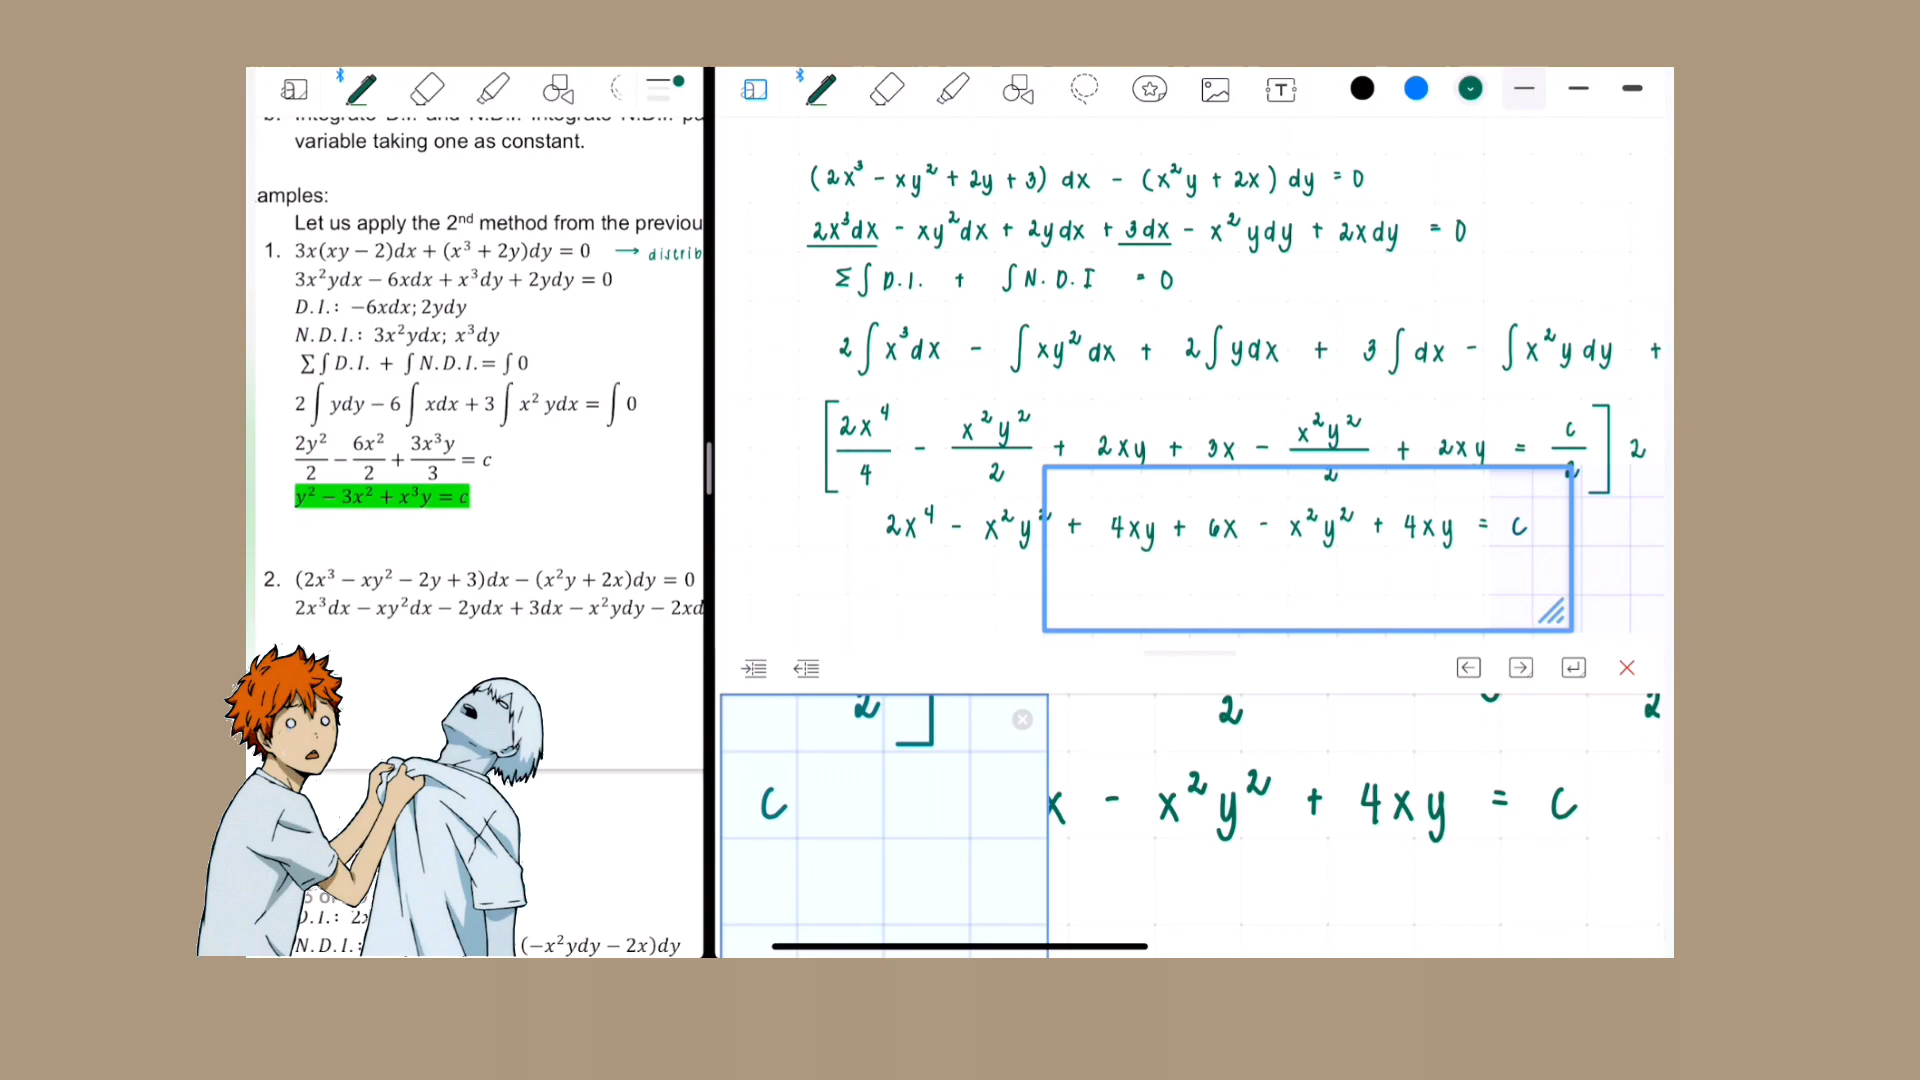 variable taking one as constant.
amples:
Let us apply the 2nd method from the previou
1. 3x(xy − 2)dx + (x³ + 2y)dy = 0 → distrib
3x²ydx − 6xdx + x³dy + 2ydy = 0
D.I.: −6xdx; 2ydy
N.D.I.: 3x²ydx; x³dy
Σ∫D.I. + ∫N.D.I. = ∫0
2∫ydy − 6∫xdx + 3∫x²ydx = ∫0
2y²/2 − 6x²/2 + 3x³y/3 = c
y² − 3x² + x³y = c
2. (2x³ − xy² − 2y + 3)dx − (x²y + 2x)dy = 0
2x³dx − xy²dx − 2ydx + 3dx − x²ydy − 2xd
D.I.: 2x
N.D.I.: (−x²ydy − 2x)dy
(2x³ − xy² + 2y + 3) dx − (x²y + 2x) dy = 0
2x³dx − xy²dx + 2ydx + 3dx − x²ydy + 2xdy = 0
Σ∫D.I. + ∫N.D.I = 0
2∫x³dx − ∫xy²dx + 2∫ydx + 3∫dx − ∫x²ydy +
[2x⁴/4 − x²y²/2 + 2xy + 3x − x²y²/2 + 2xy = c/2] 2
2x⁴ − x²y² + 4xy + 6x − x²y² + 4xy = c
2 ] 2 2
c x − x²y² + 4xy = c